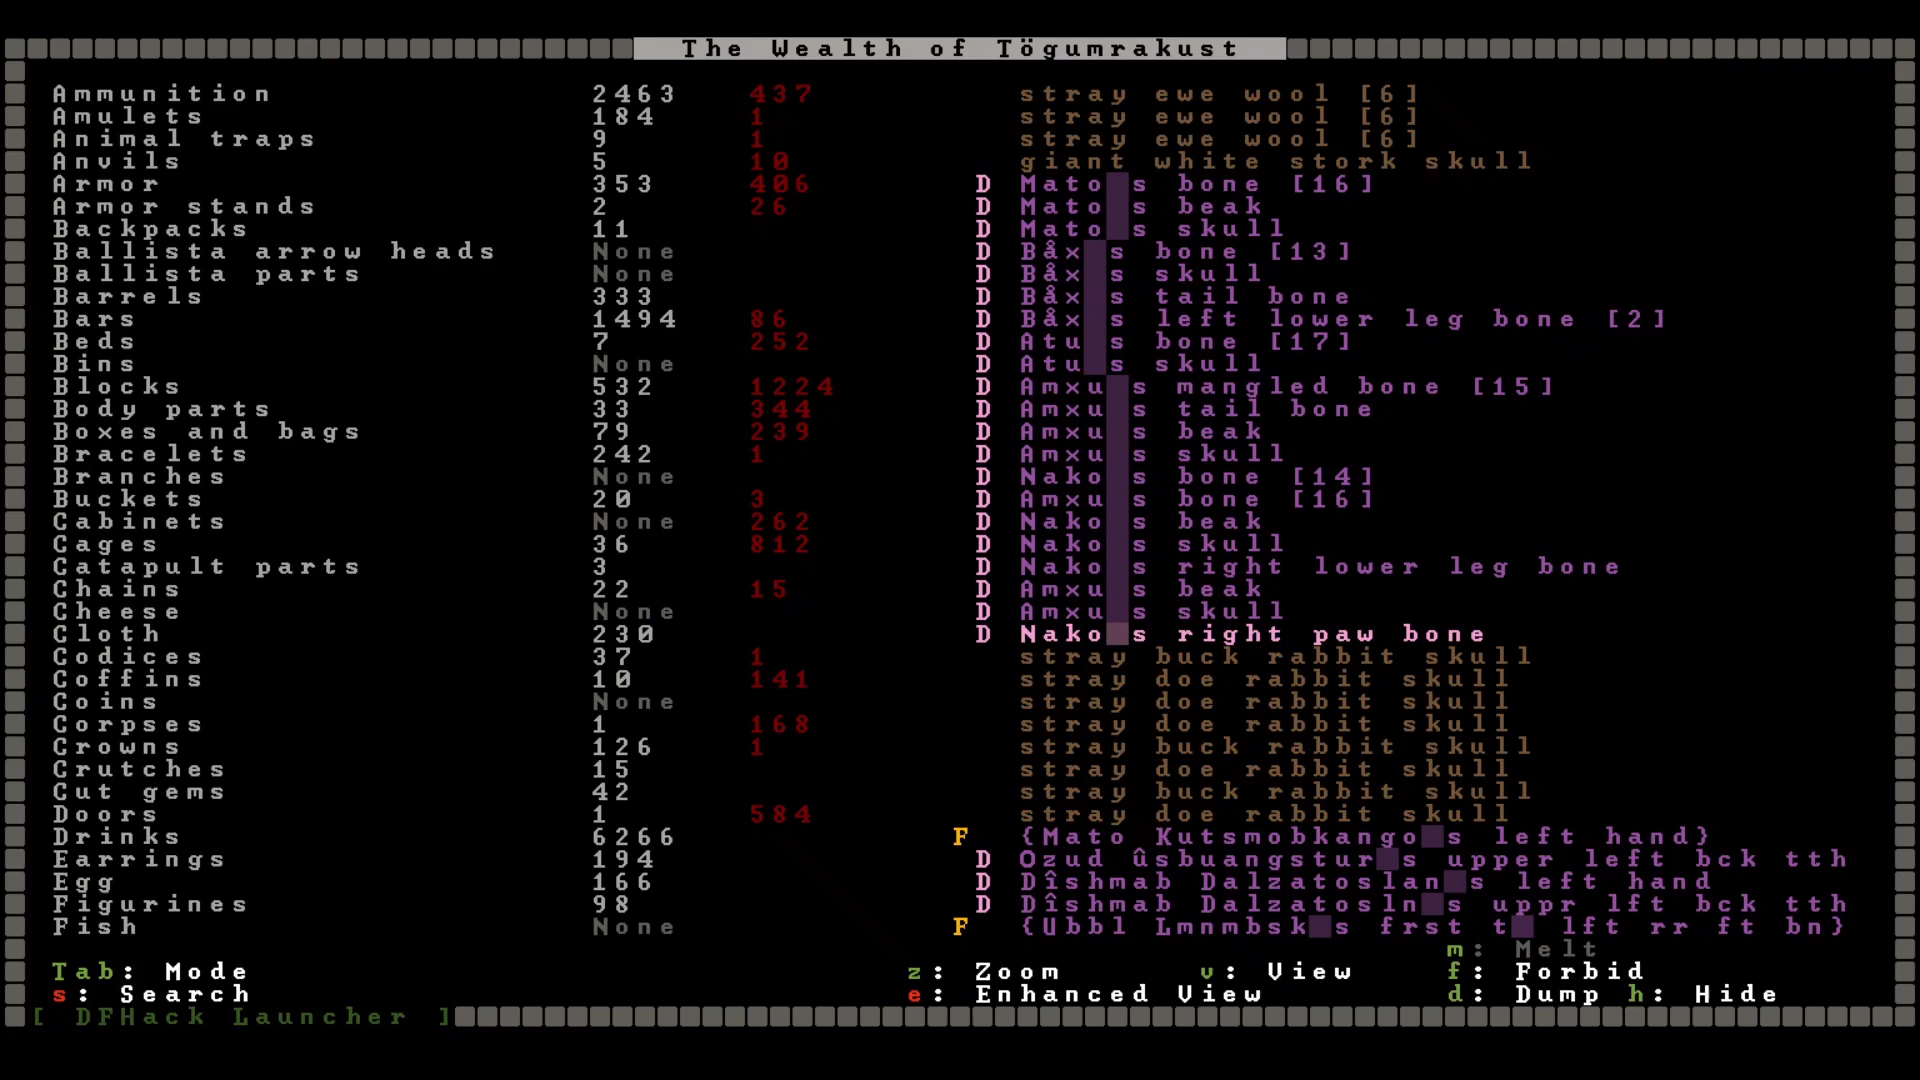 The Wealth of Tögumrakust
Ammunition 2463 437
Amulets 184 1
Animal traps 9 1
Anvils 5 10
Armor 353 406
Armor stands 2 26
Backpacks 11
Ballista arrow heads None
Ballista parts None
Barrels 333
Bars 1494 86
Beds 7 252
Bins None
Blocks 532 1224
Body parts 33 344
Boxes and bags 79 239
Bracelets 242 1
Branches None
Buckets 20 3
Cabinets None 262
Cages 36 812
Catapult parts 3
Chains 22 15
Cheese None
Cloth 230
Codices 37 1
Coffins 10 141
Coins None
Corpses 1 168
Crowns 126 1
Crutches 15
Cut gems 42
Doors 1 584
Drinks 6266
Earrings 194
Egg 166
Figurines 98
Fish None
stray ewe wool [6]
stray ewe wool [6]
stray ewe wool [6]
giant white stork skull
D Mato s bone [16]
D Mato s beak
D Mato s skull
D Båx s bone [13]
D Båx s skull
D Båx s tail bone
D Båx s left lower leg bone [2]
D Atu s bone [17]
D Atu s skull
D Amxu s mangled bone [15]
D Amxu s tail bone
D Amxu s beak
D Amxu s skull
D Nako s bone [14]
D Amxu s bone [16]
D Nako s beak
D Nako s skull
D Nako s right lower leg bone
D Amxu s beak
D Amxu s skull
D Nako s right paw bone
stray buck rabbit skull
stray doe rabbit skull
stray doe rabbit skull
stray doe rabbit skull
stray buck rabbit skull
stray doe rabbit skull
stray buck rabbit skull
stray doe rabbit skull
F {Mato Kutsmobkango s left hand}
D Ozud ûsbuangstur s upper left bck tth
D Dîshmab Dalzatoslan s left hand
D Dîshmab Dalzatosln s uppr lft bck tth
F {Ubbl Lmnmbsk s frst t lft rr ft bn}
m: Melt
Tab: Mode z: Zoom v: View f: Forbid
s: Search e: Enhanced View d: Dump h: Hide
[ DFHack Launcher ]